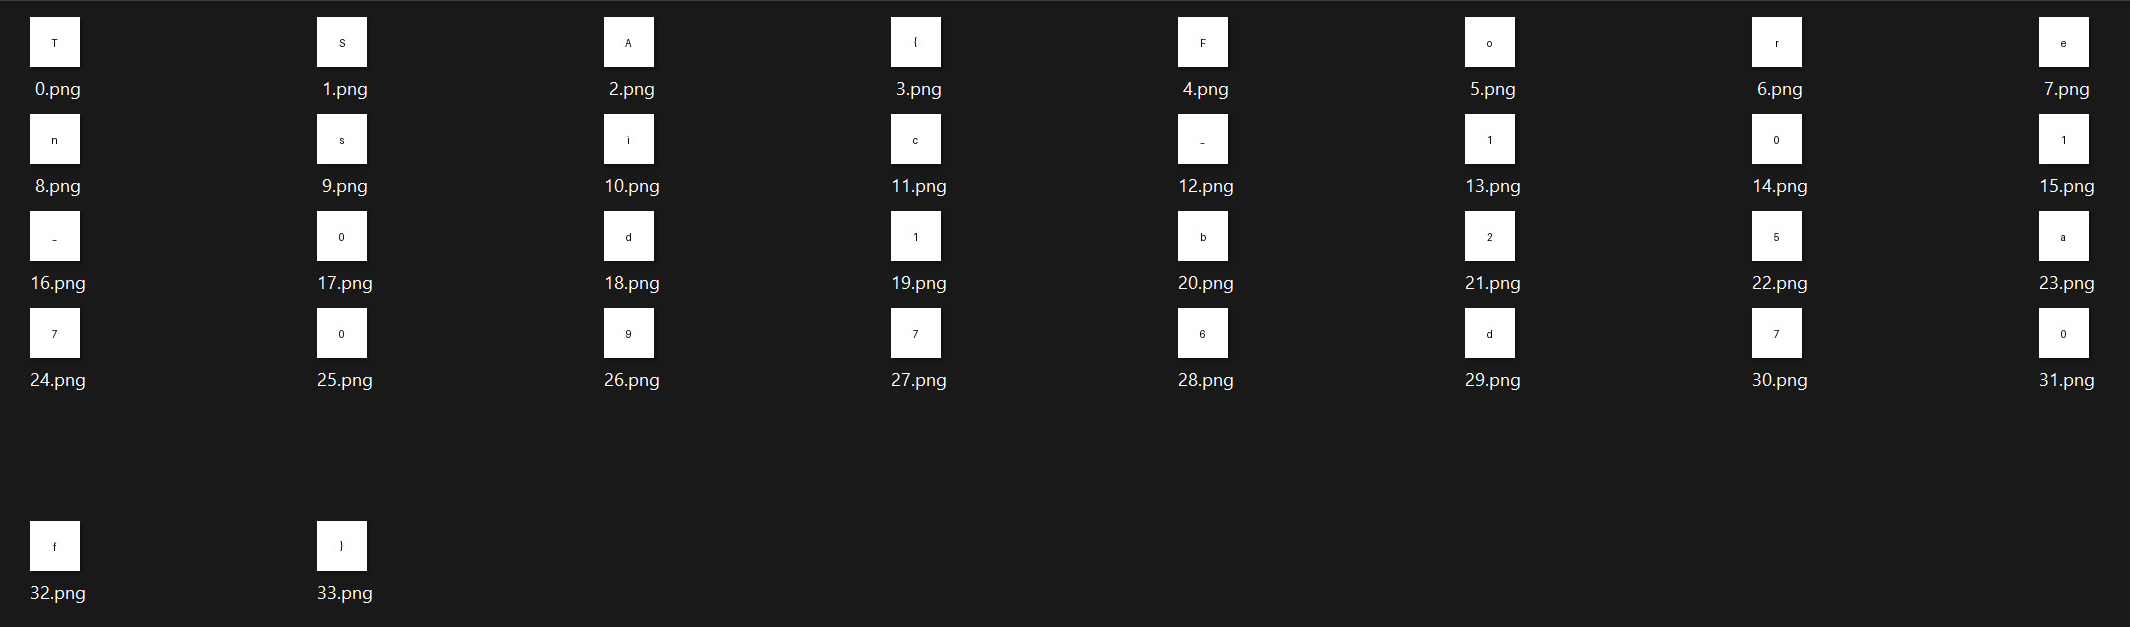 T S A { F o r e
0.png 1.png 2.png 3.png 4.png 5.png 6.png 7.png
n s i c _ 1 0 1
8.png 9.png 10.png 11.png 12.png 13.png 14.png 15.png
_ 0 d 1 b 2 5 a
16.png 17.png 18.png 19.png 20.png 21.png 22.png 23.png
7 0 9 7 6 d 7 0
24.png 25.png 26.png 27.png 28.png 29.png 30.png 31.png
f }
32.png 33.png